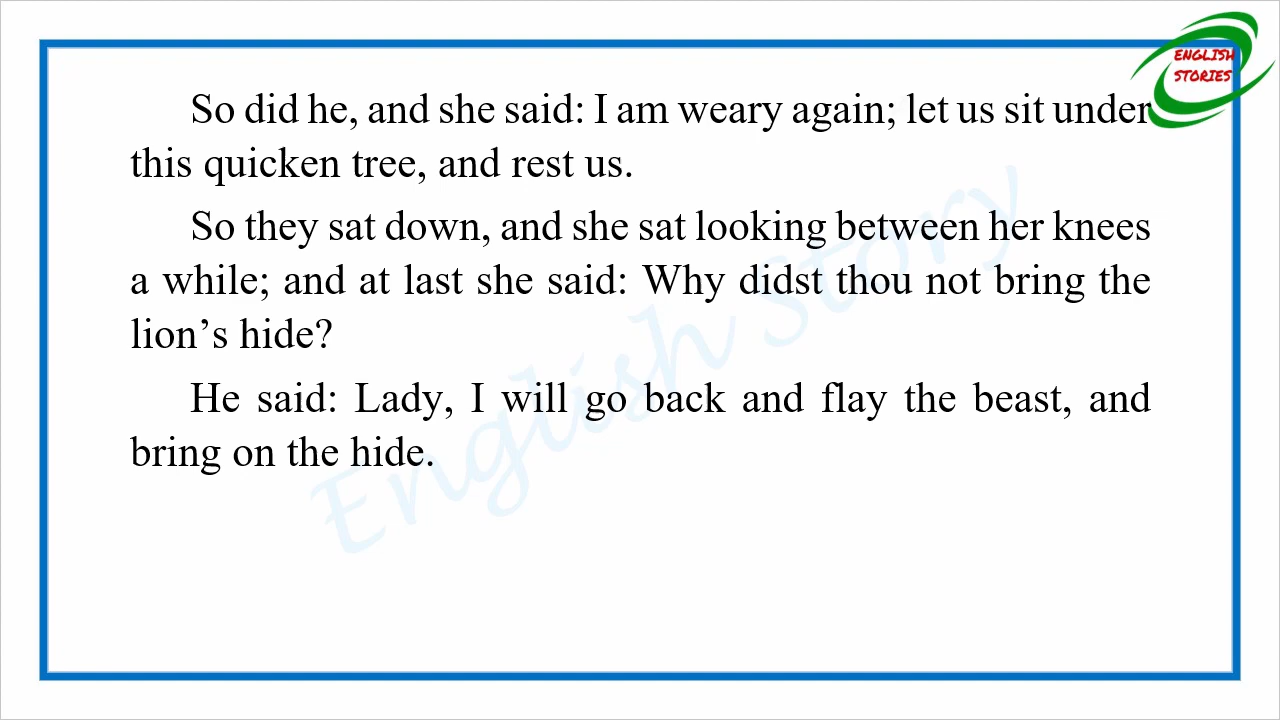 ENGLISH
STORIES
So did he, and she said: I am weary again; let us sit under
this quicken tree, and rest us.
So they sat down, and she sat looking between her knees
a while; and at last she said: Why didst thou not bring the
lion’s hide?
He said: Lady, I will go back and flay the beast, and
bring on the hide.
English Story